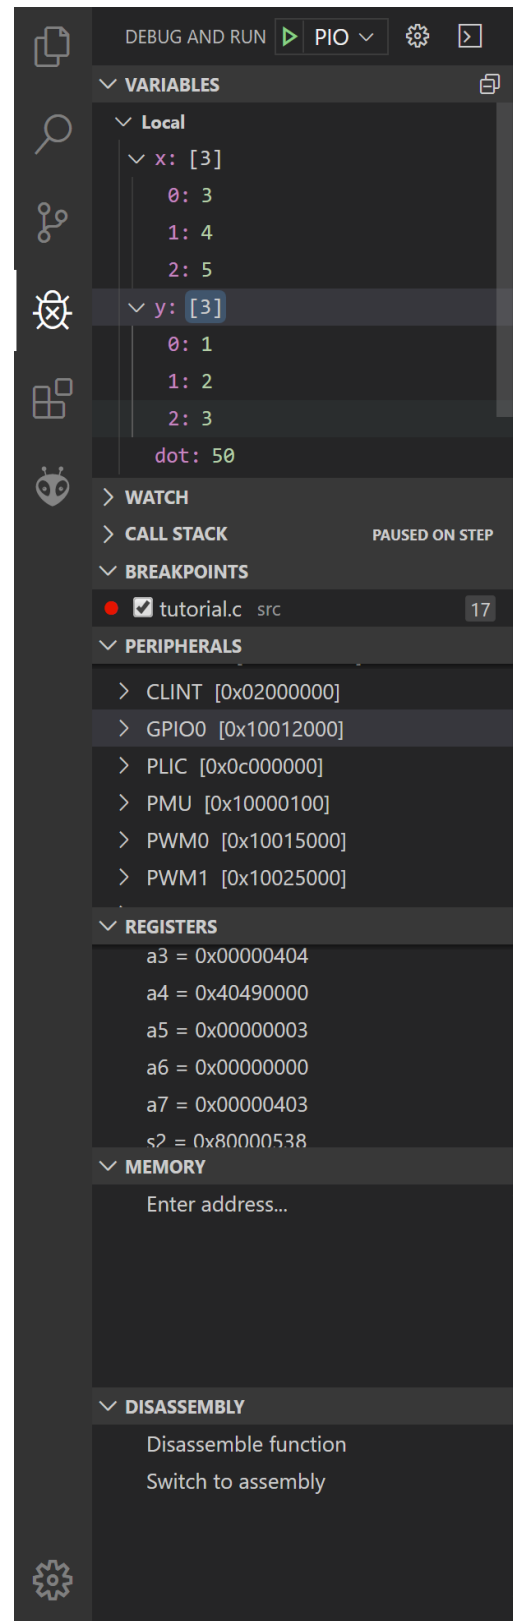 DEBUG AND RUN PIO
VARIABLES
Local
x: [3]
0: 3
1: 4
2: 5
y: [3]
0: 1
1: 2
2: 3
dot: 50
WATCH
CALL STACK PAUSED ON STEP
BREAKPOINTS
tutorial.c src 17
PERIPHERALS
CLINT [0x02000000]
GPIO0 [0x10012000]
PLIC [0x0c000000]
PMU [0x10000100]
PWM0 [0x10015000]
PWM1 [0x10025000]
REGISTERS
a3 = 0x00000404
a4 = 0x40490000
a5 = 0x00000003
a6 = 0x00000000
a7 = 0x00000403
s2 = 0x80000538
MEMORY
Enter address...
DISASSEMBLY
Disassemble function
Switch to assembly